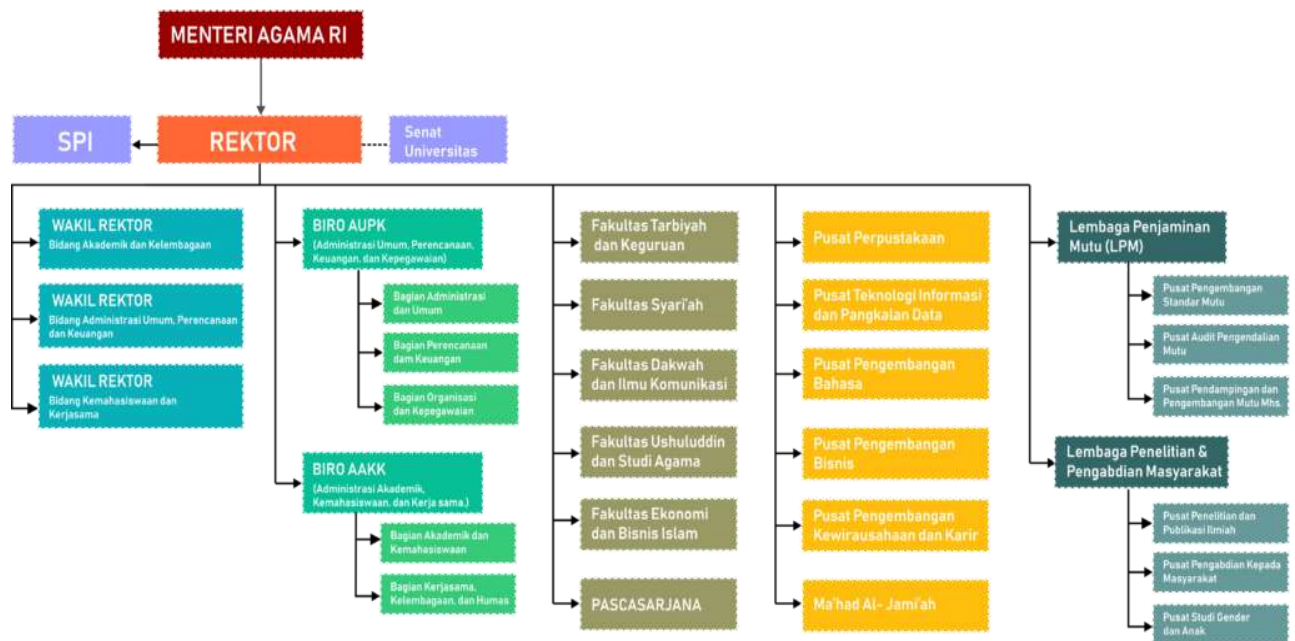 MENTERI AGAMA RI
SPI
REKTOR
Senat
Universitas
WAKIL REKTOR
Bidang Akademik dan Kelembagaan
WAKIL REKTOR
Bidang Administrasi Umum, Perencanaan
dan Keuangan
WAKIL REKTOR
Bidang Kemahasiswaan dan
Kerjasama
BIRO AUPK
(Administrasi Umum, Perencanaan,
Keuangan, dan Kepegawaian)
Bagian Administrasi
dan Umum
Bagian Perencanaan
dam Keuangan
Bagian Organisasi
dan Kepegawaian
BIRO AAKK
(Administrasi Akademik,
Kemahasiswaan, dan Kerja sama.)
Bagian Akademik dan
Kemahasiswaan
Bagian Kerjasama,
Kelembagaan, dan Humas
Fakultas Tarbiyah
dan Keguruan
Fakultas Syari'ah
Fakultas Dakwah
dan Ilmu Komunikasi
Fakultas Ushuluddin
dan Studi Agama
Fakultas Ekonomi
dan Bisnis Islam
PASCASARJANA
Pusat Perpustakaan
Pusat Teknologi Informasi
dan Pangkalan Data
Pusat Pengembangan
Bahasa
Pusat Pengembangan
Bisnis
Pusat Pengembangan
Kewirausahaan dan Karir
Ma'had Al- Jami'ah
Lembaga Penjaminan
Mutu (LPM)
Pusat Pengembangan
Standar Mutu
Pusat Audit Pengendalian
Mutu
Pusat Pendampingan dan
Pengembangan Mutu Mhs.
Lembaga Penelitian &
Pengabdian Masyarakat
Pusat Penelitian dan
Publikasi Ilmiah
Pusat Pengabdian Kepada
Masyarakat
Pusat Studi Gender
dan Anak